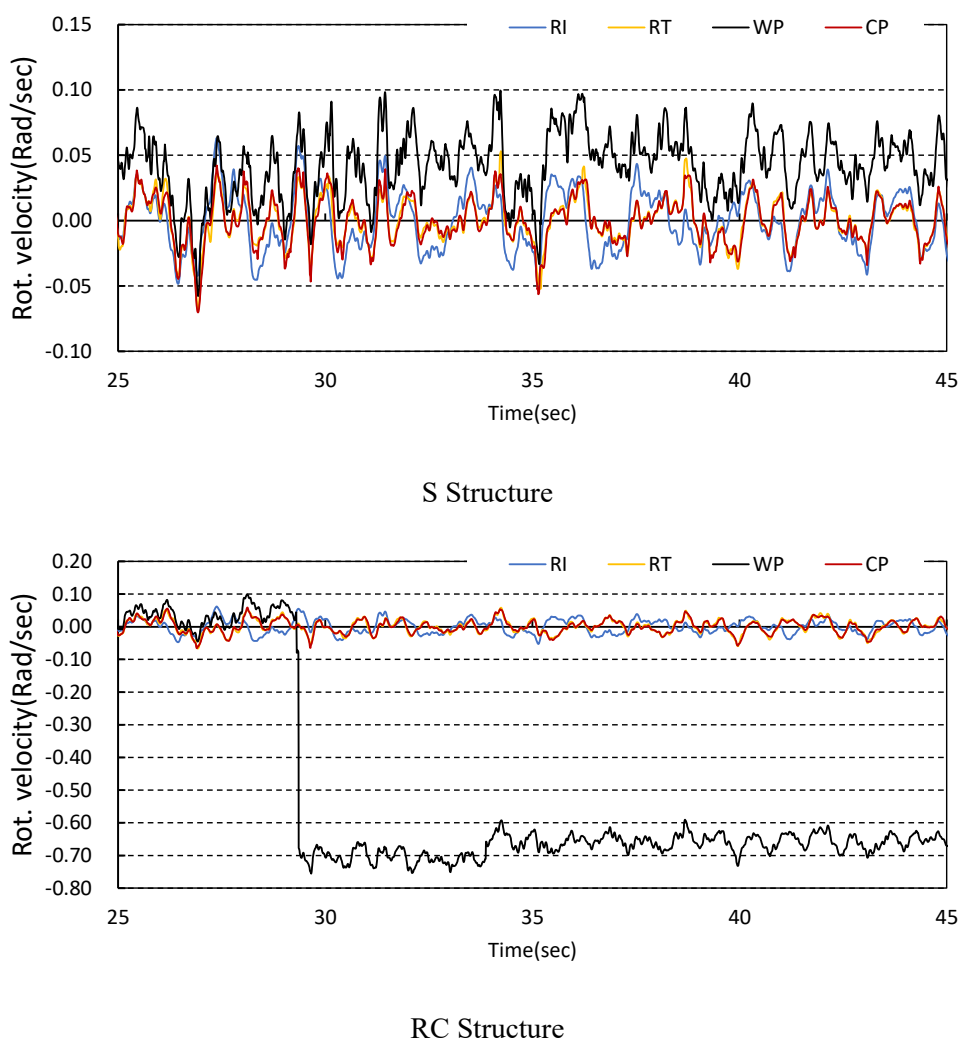 0.15
RI RT WP CP
0.10
0.05
0.00
-0.05
-0.10
Rot. velocity(Rad/sec)
25 30 35 40 45
Time(sec)
S Structure
0.20
RI RT WP CP
0.10
0.00
-0.10
-0.20
-0.30
-0.40
-0.50
-0.60
-0.70
-0.80
Rot. velocity(Rad/sec)
25 30 35 40 45
Time(sec)
RC Structure